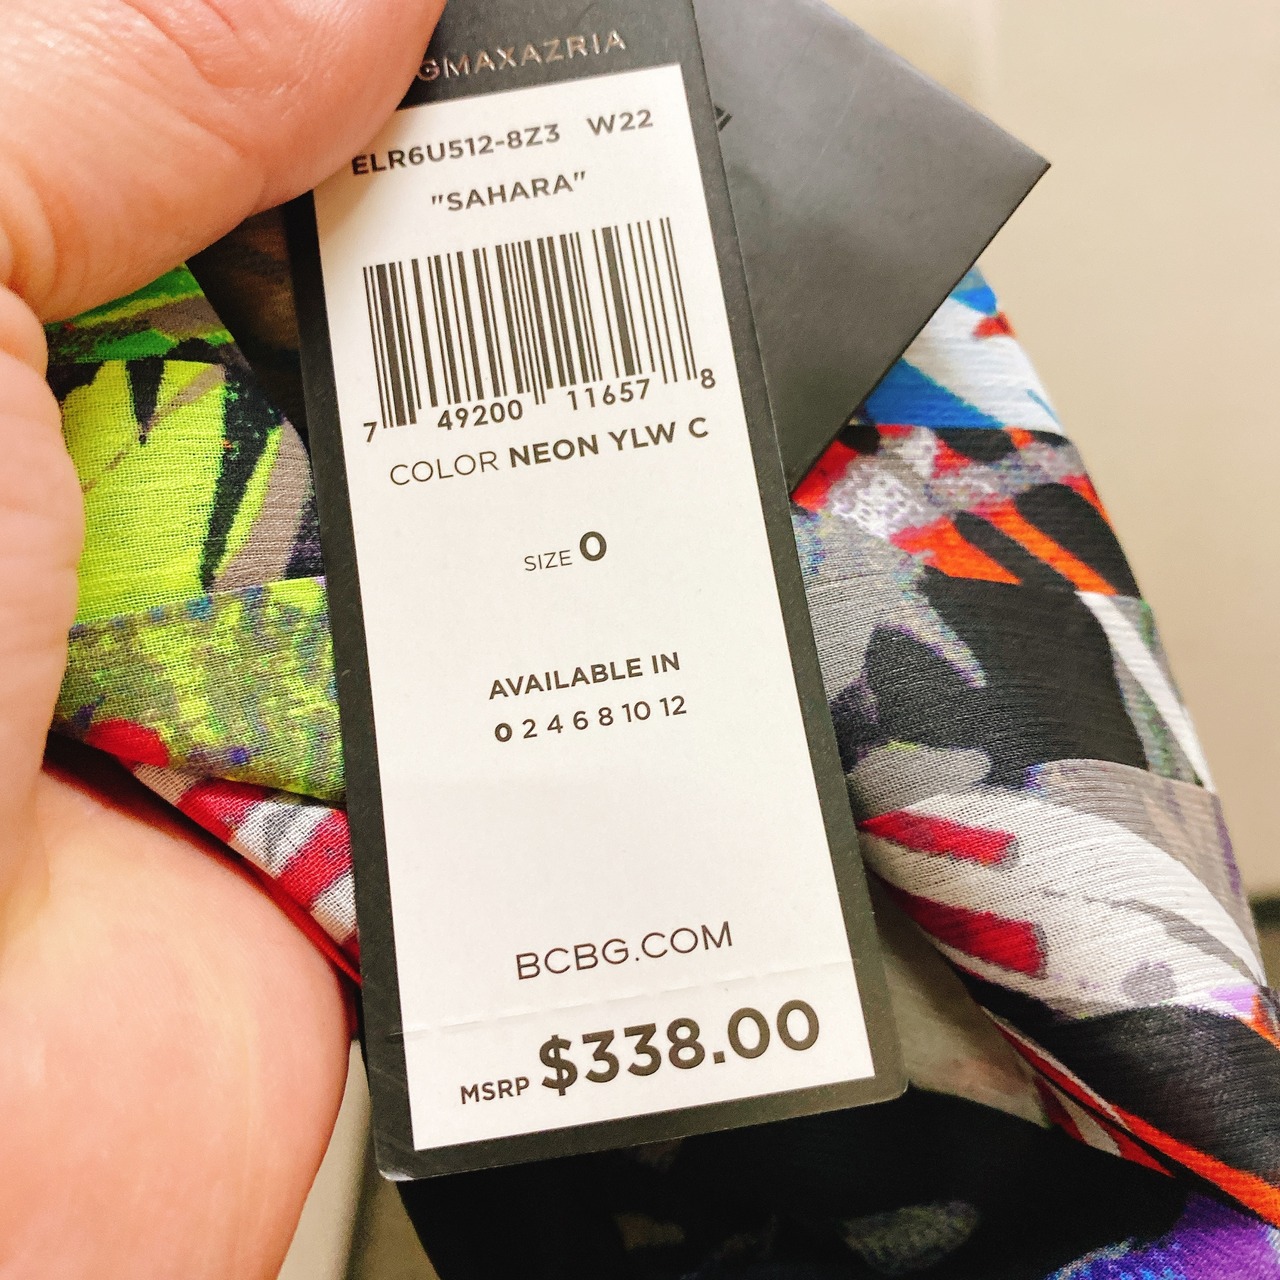 GMAXAZRIA
ELR6U512-8Z3 W22
"SAHARA"
7 49200 11657 8
COLOR NEON YLW C
SIZE 0
AVAILABLE IN
0 2 4 6 8 10 12
BCBG.COM
MSRP $338.00